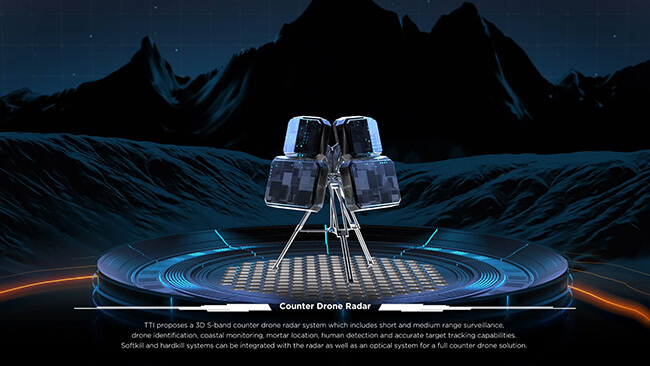 Counter Drone Radar
TTI proposes a 3D S-band counter drone radar system which includes short and medium range surveillance,
drone identification, coastal monitoring, mortar location, human detection and accurate target tracking capabilities.
Softkill and hardkill systems can be integrated with the radar as well as an optical system for a full counter drone solution.